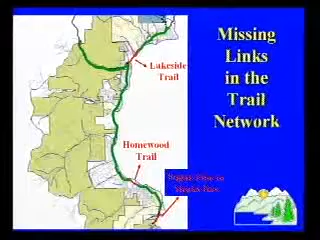 Missing
Links
in the
Trail
Network
Lakeside
Trail
Homewood
Trail